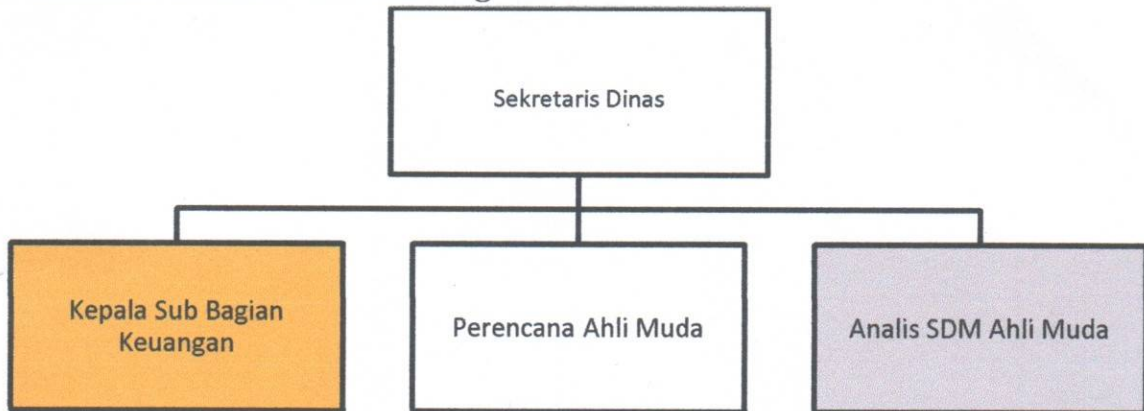 Sekretaris Dinas
Kepala Sub Bagian
Keuangan
Perencana Ahli Muda
Analis SDM Ahli Muda